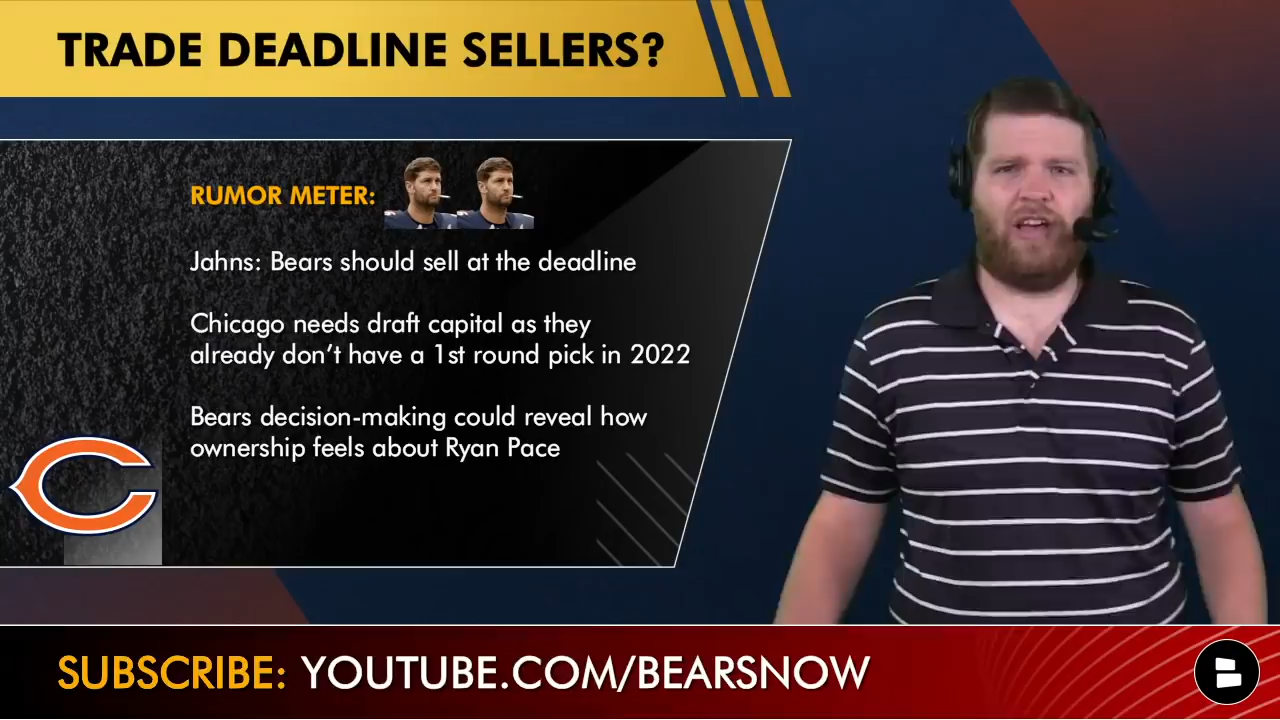 TRADE DEADLINE SELLERS?
RUMOR METER:
Jahns: Bears should sell at the deadline
Chicago needs draft capital as they
already don't have a 1st round pick in 2022
Bears decision-making could reveal how
ownership feels about Ryan Pace
SUBSCRIBE: YOUTUBE.COM/BEARSNOW